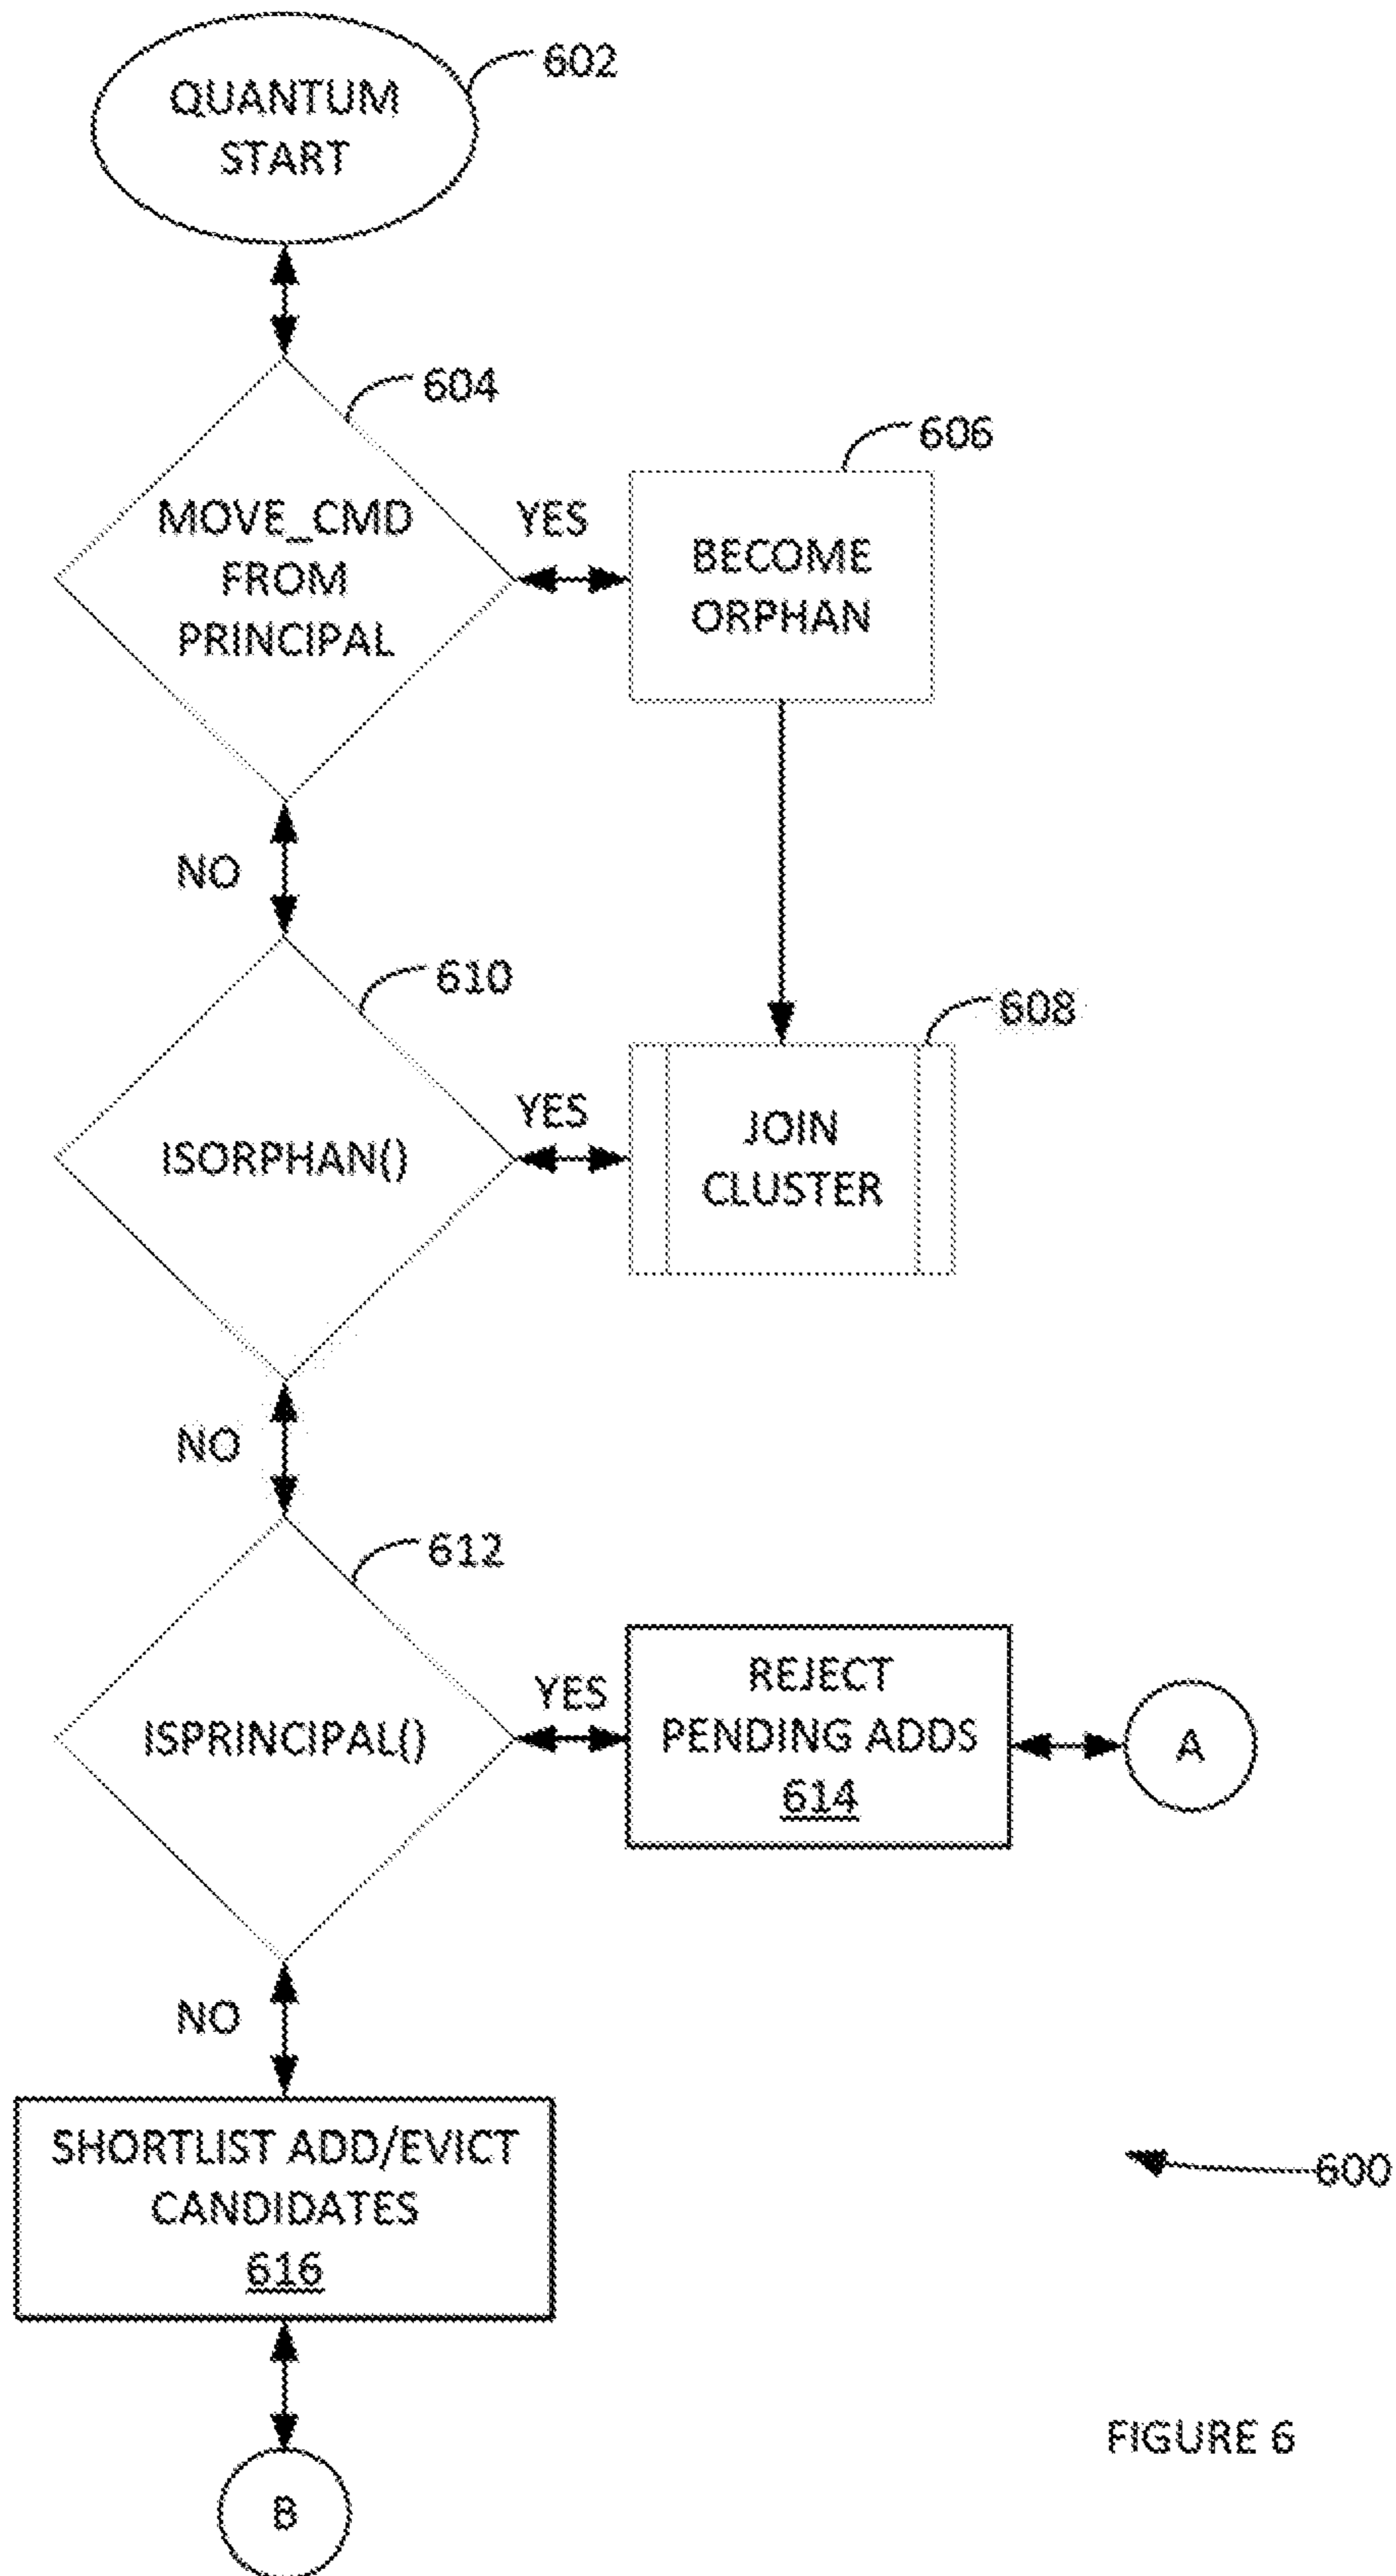 QUANTUM
START
602
604
MOVE_CMD
FROM
PRINCIPAL
YES
606
BECOME
ORPHAN
NO
610
ISORPHAN()
YES
608
JOIN
CLUSTER
NO
612
ISPRINCIPAL()
YES
REJECT
PENDING ADDS
614
A
NO
SHORTLIST ADD/EVICT
CANDIDATES
616
600
B
FIGURE 6